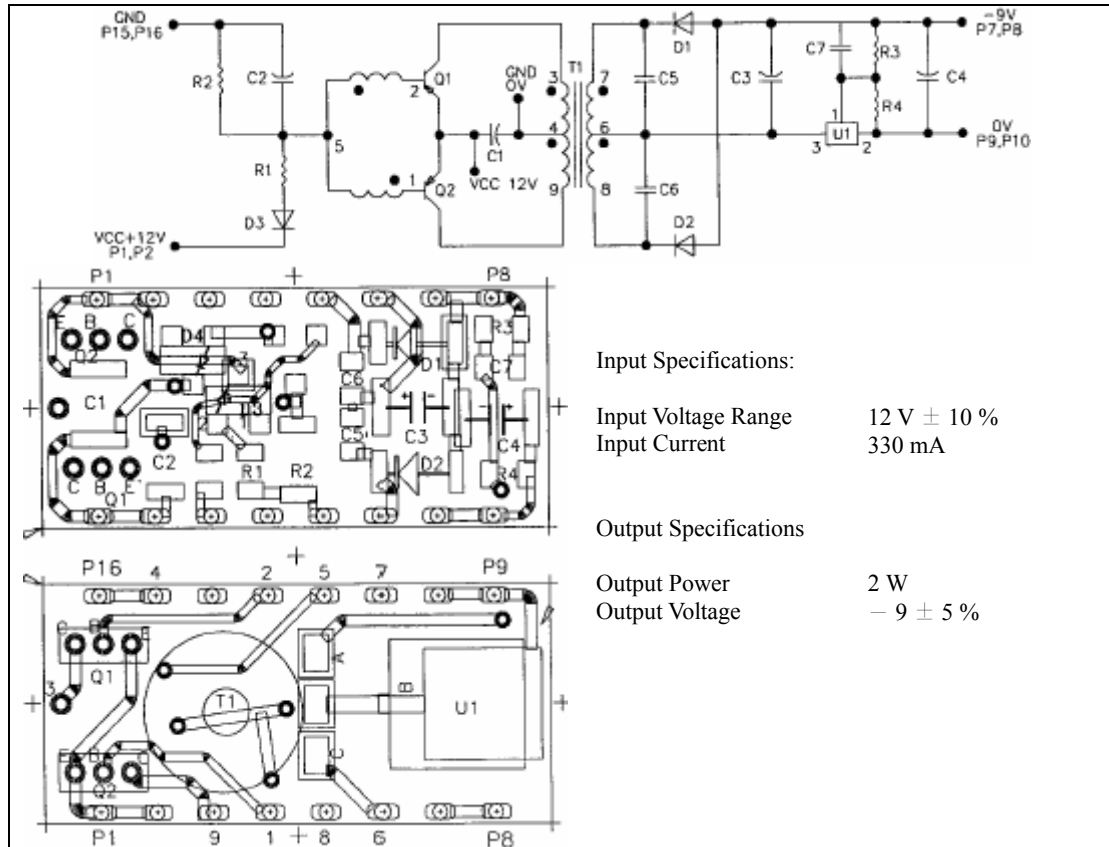 GND
P15,P16
R2
C2
R1
D3
VCC+12V
P1,P2
5
2
Q1
1
Q2
C1
VCC 12V
GND
0V
T1
3
4
9
7
6
8
D1
D2
C5
C6
C3
C7
R3
R4
C4
1
3
U1
2
-9V
P7,P8
0V
P9,P10
P1
P8
E B C
Q2
D4
C1
C2
C B E
Q1
R1
R2
C6
C5
D1
C3
D2
R3
C7
C4
R4
Input Specifications:
Input Voltage Range 12 V ± 10 %
Input Current 330 mA
Output Specifications
Output Power 2 W
Output Voltage − 9 ± 5 %
P16 4 2 5 7 P9
Q1
3
T1
A
B
C
U1
Q2
P1 9 1 8 6 P8